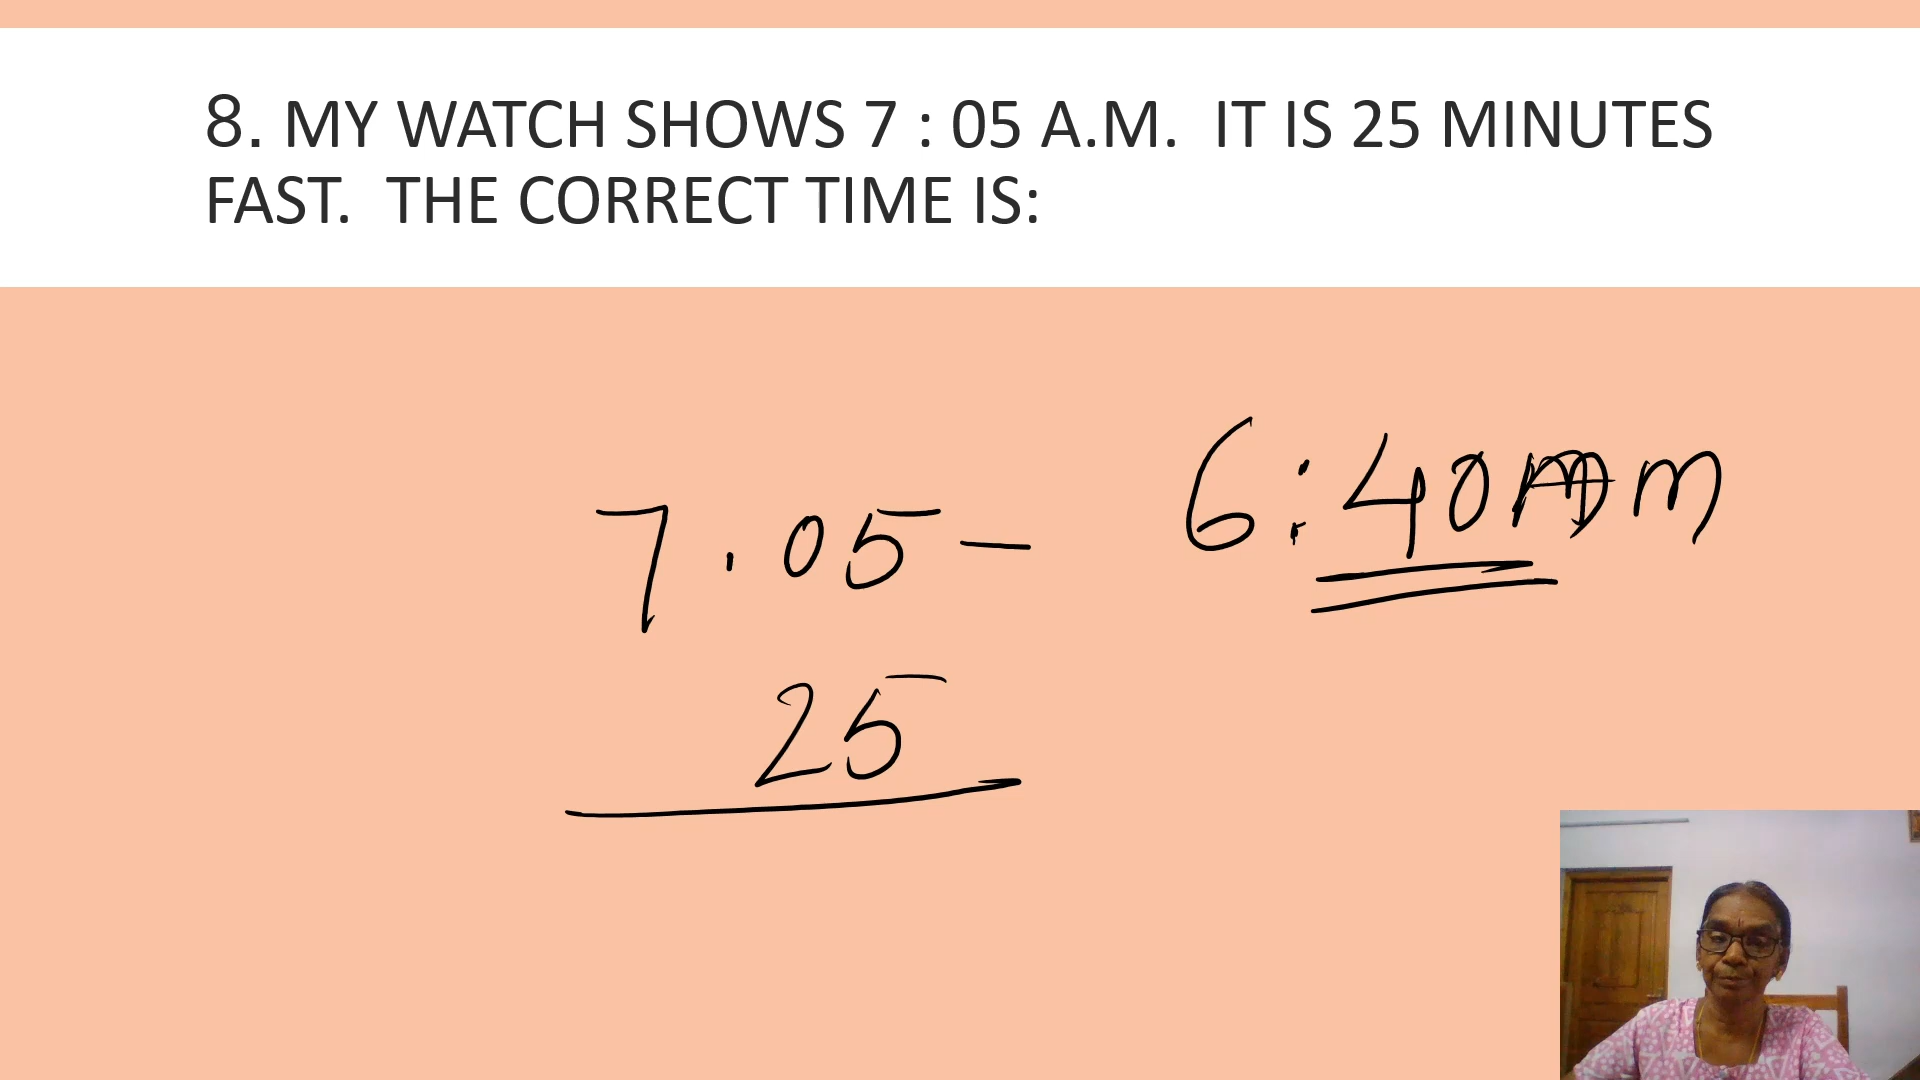 8. MY WATCH SHOWS 7 : 05 A.M. IT IS 25 MINUTES
FAST. THE CORRECT TIME IS:
7.05 –
25
6:40 AM